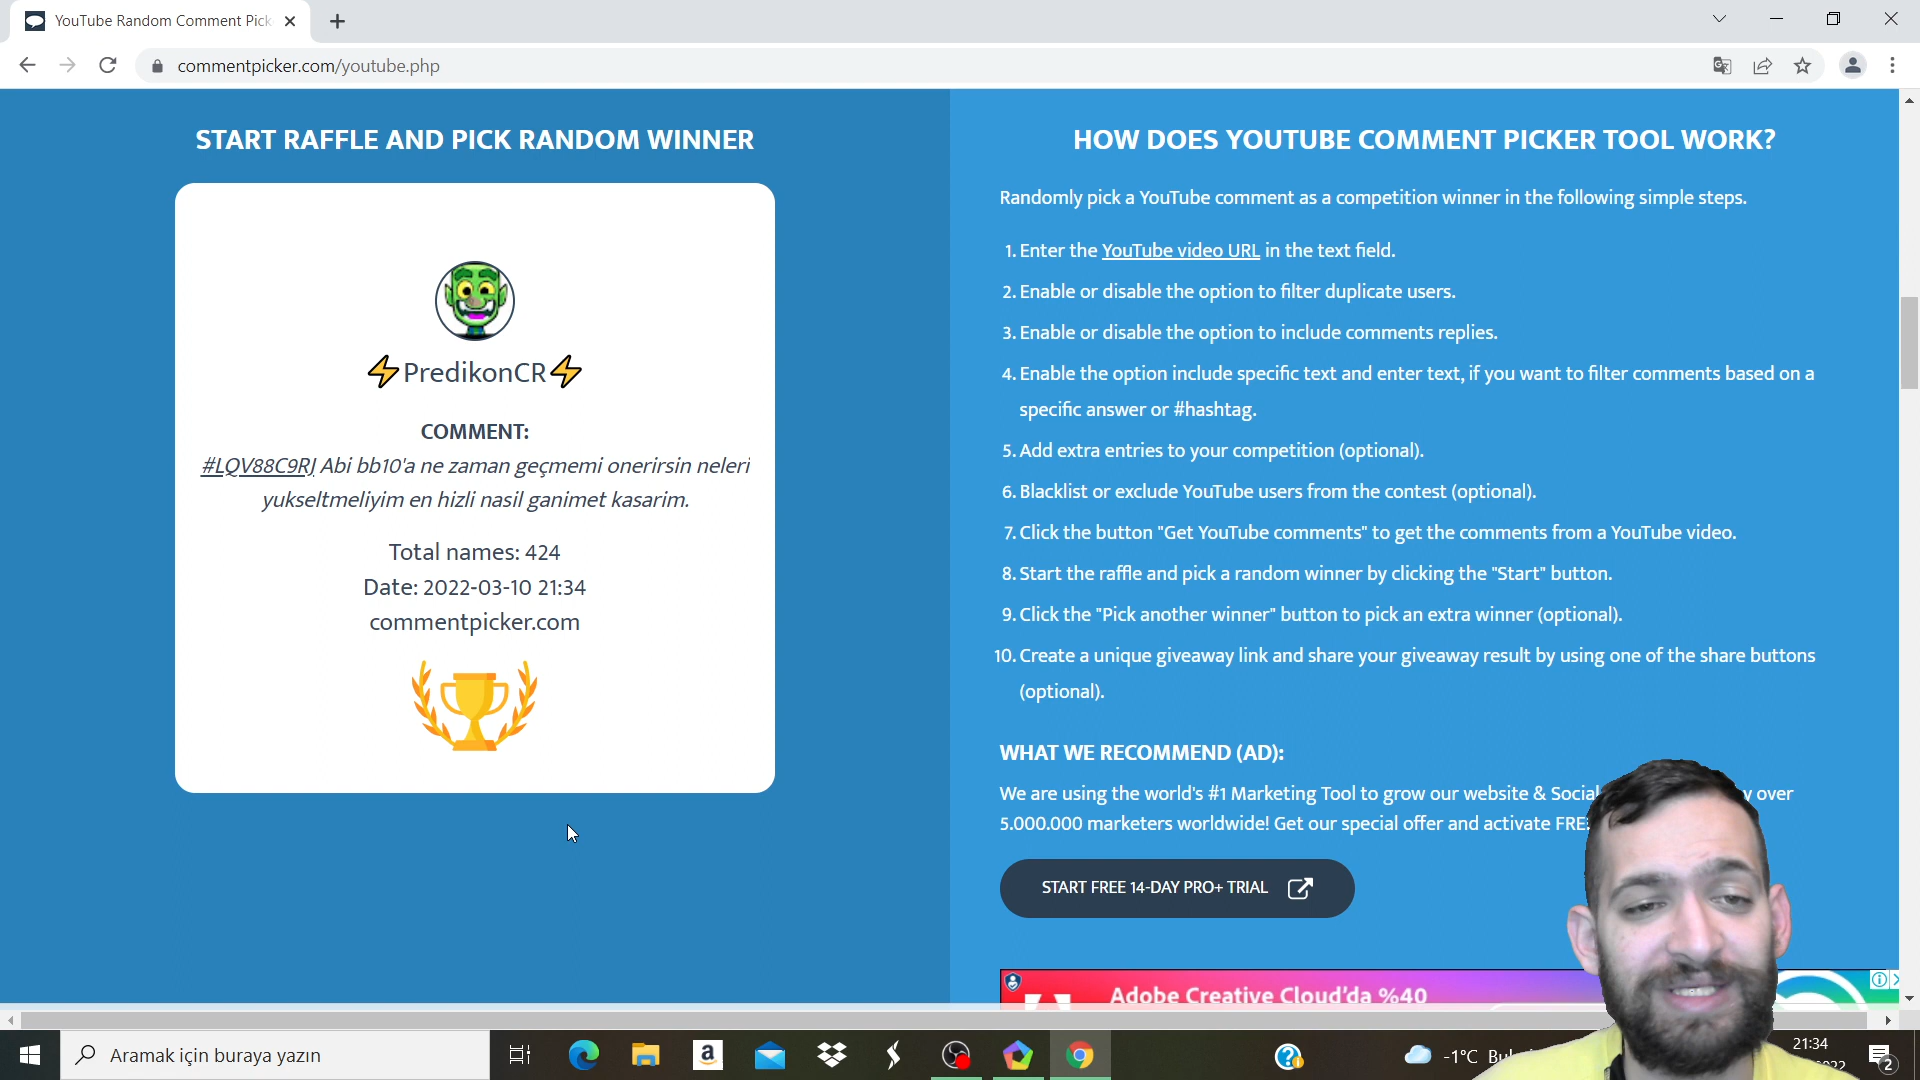 YouTube Random Comment Pick
commentpicker.com/youtube.php
START RAFFLE AND PICK RANDOM WINNER
⚡PredikonCR⚡
COMMENT:
#LQV88C9RJ Abi bb10'a ne zaman geçmemi onerirsin neleri
yukseltmeliyim en hizli nasil ganimet kasarim.
Total names: 424
Date: 2022-03-10 21:34
commentpicker.com
HOW DOES YOUTUBE COMMENT PICKER TOOL WORK?
Randomly pick a YouTube comment as a competition winner in the following simple steps.
1. Enter the YouTube video URL in the text field.
2. Enable or disable the option to filter duplicate users.
3. Enable or disable the option to include comments replies.
4. Enable the option include specific text and enter text, if you want to filter comments based on a
specific answer or #hashtag.
5. Add extra entries to your competition (optional).
6. Blacklist or exclude YouTube users from the contest (optional).
7. Click the button "Get YouTube comments" to get the comments from a YouTube video.
8. Start the raffle and pick a random winner by clicking the "Start" button.
9. Click the "Pick another winner" button to pick an extra winner (optional).
10. Create a unique giveaway link and share your giveaway result by using one of the share buttons
(optional).
WHAT WE RECOMMEND (AD):
We are using the world's #1 Marketing Tool to grow our website & Social over
5.000.000 marketers worldwide! Get our special offer and activate FREE
START FREE 14-DAY PRO+ TRIAL
Adobe Creative Cloud'da %40
Aramak için buraya yazın
-1°C
21:34
2